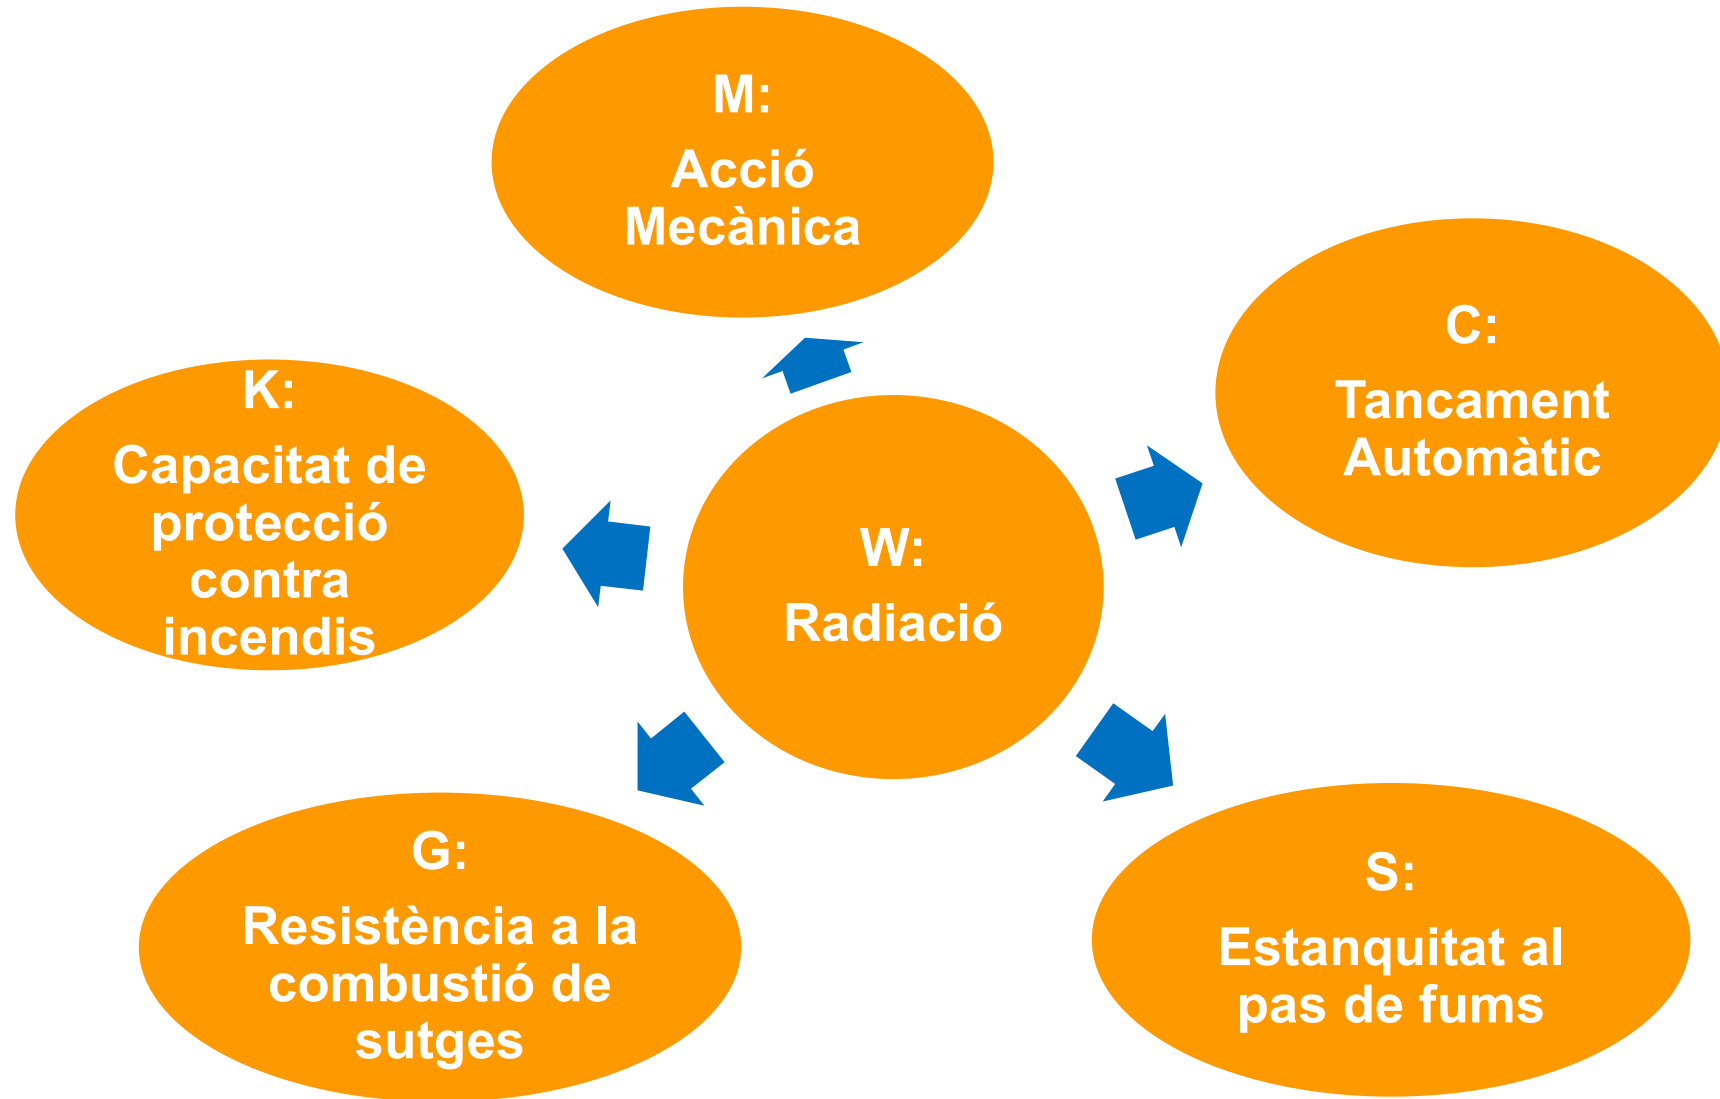 M:
Acció
Mecànica
C:
Tancament
Automàtic
K:
Capacitat de
protecció
contra
incendis
W:
Radiació
G:
Resistència a la
combustió de
sutges
S:
Estanquitat al
pas de fums